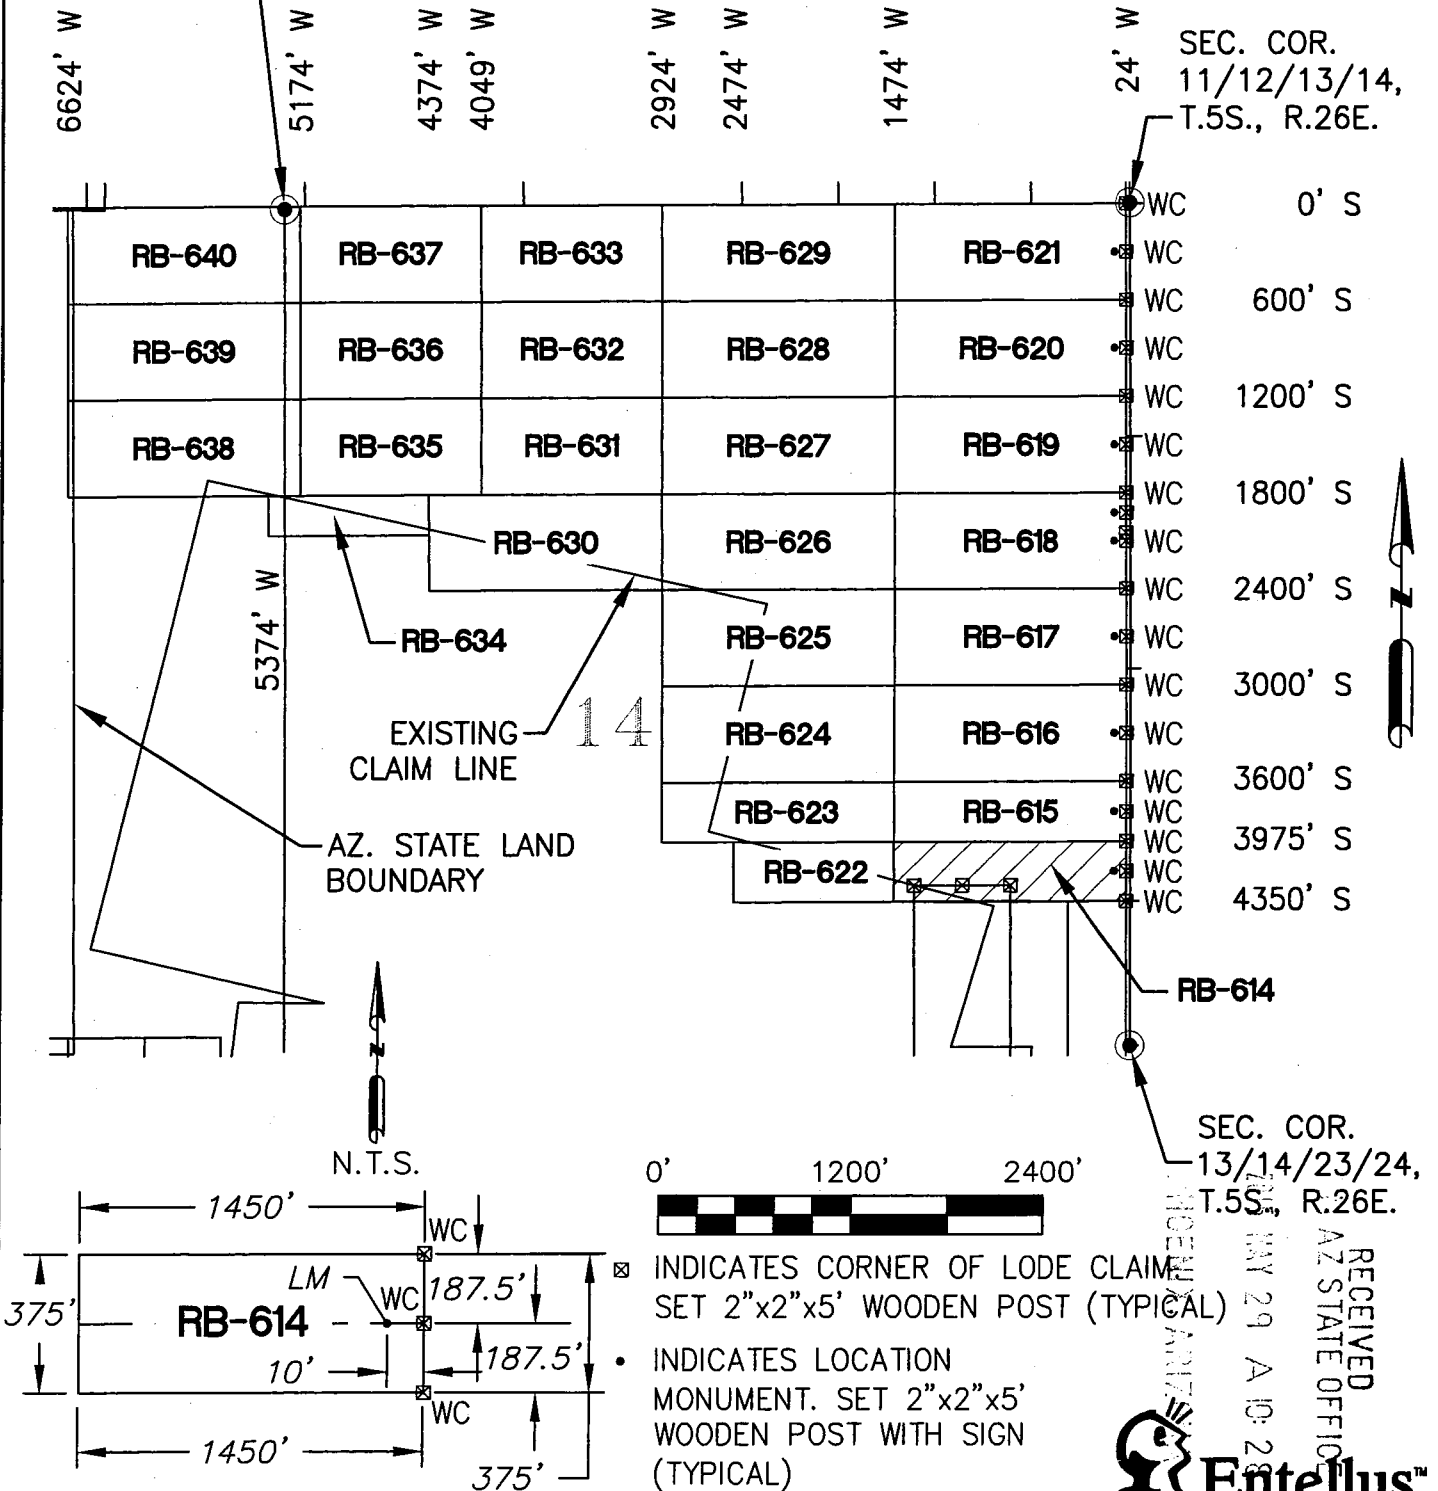 6624' W
5174' W
4374' W
4049' W
2924' W
2474' W
1474' W
24' W
SEC. COR.
11/12/13/14,
T.5S., R.26E.
WC 0' S
RB-640 RB-637 RB-633 RB-629 RB-621 WC
WC 600' S
RB-639 RB-636 RB-632 RB-628 RB-620 WC
WC 1200' S
RB-638 RB-635 RB-631 RB-627 RB-619 WC
WC 1800' S
RB-630 RB-626 RB-618 WC
WC 2400' S
5374' W
RB-634 RB-625 RB-617 WC
WC 3000' S
14
EXISTING
CLAIM LINE
RB-624 RB-616 WC
WC 3600' S
RB-623 RB-615 WC
WC 3975' S
AZ. STATE LAND
BOUNDARY
RB-622 WC
WC 4350' S
RB-614
N
N
N.T.S.
SEC. COR.
13/14/23/24,
T.5S., R.26E.
0' 1200' 2400'
1450'
WC
LM
WC
187.5'
375'
RB-614
10'
187.5'
WC
1450'
375'
INDICATES CORNER OF LODE CLAIM
SET 2"x2"x5' WOODEN POST (TYPICAL)
INDICATES LOCATION
MONUMENT. SET 2"x2"x5'
WOODEN POST WITH SIGN
(TYPICAL)
RECEIVED
AZ STATE OFFICE
MAY 29 A 10: 28
Entellus™